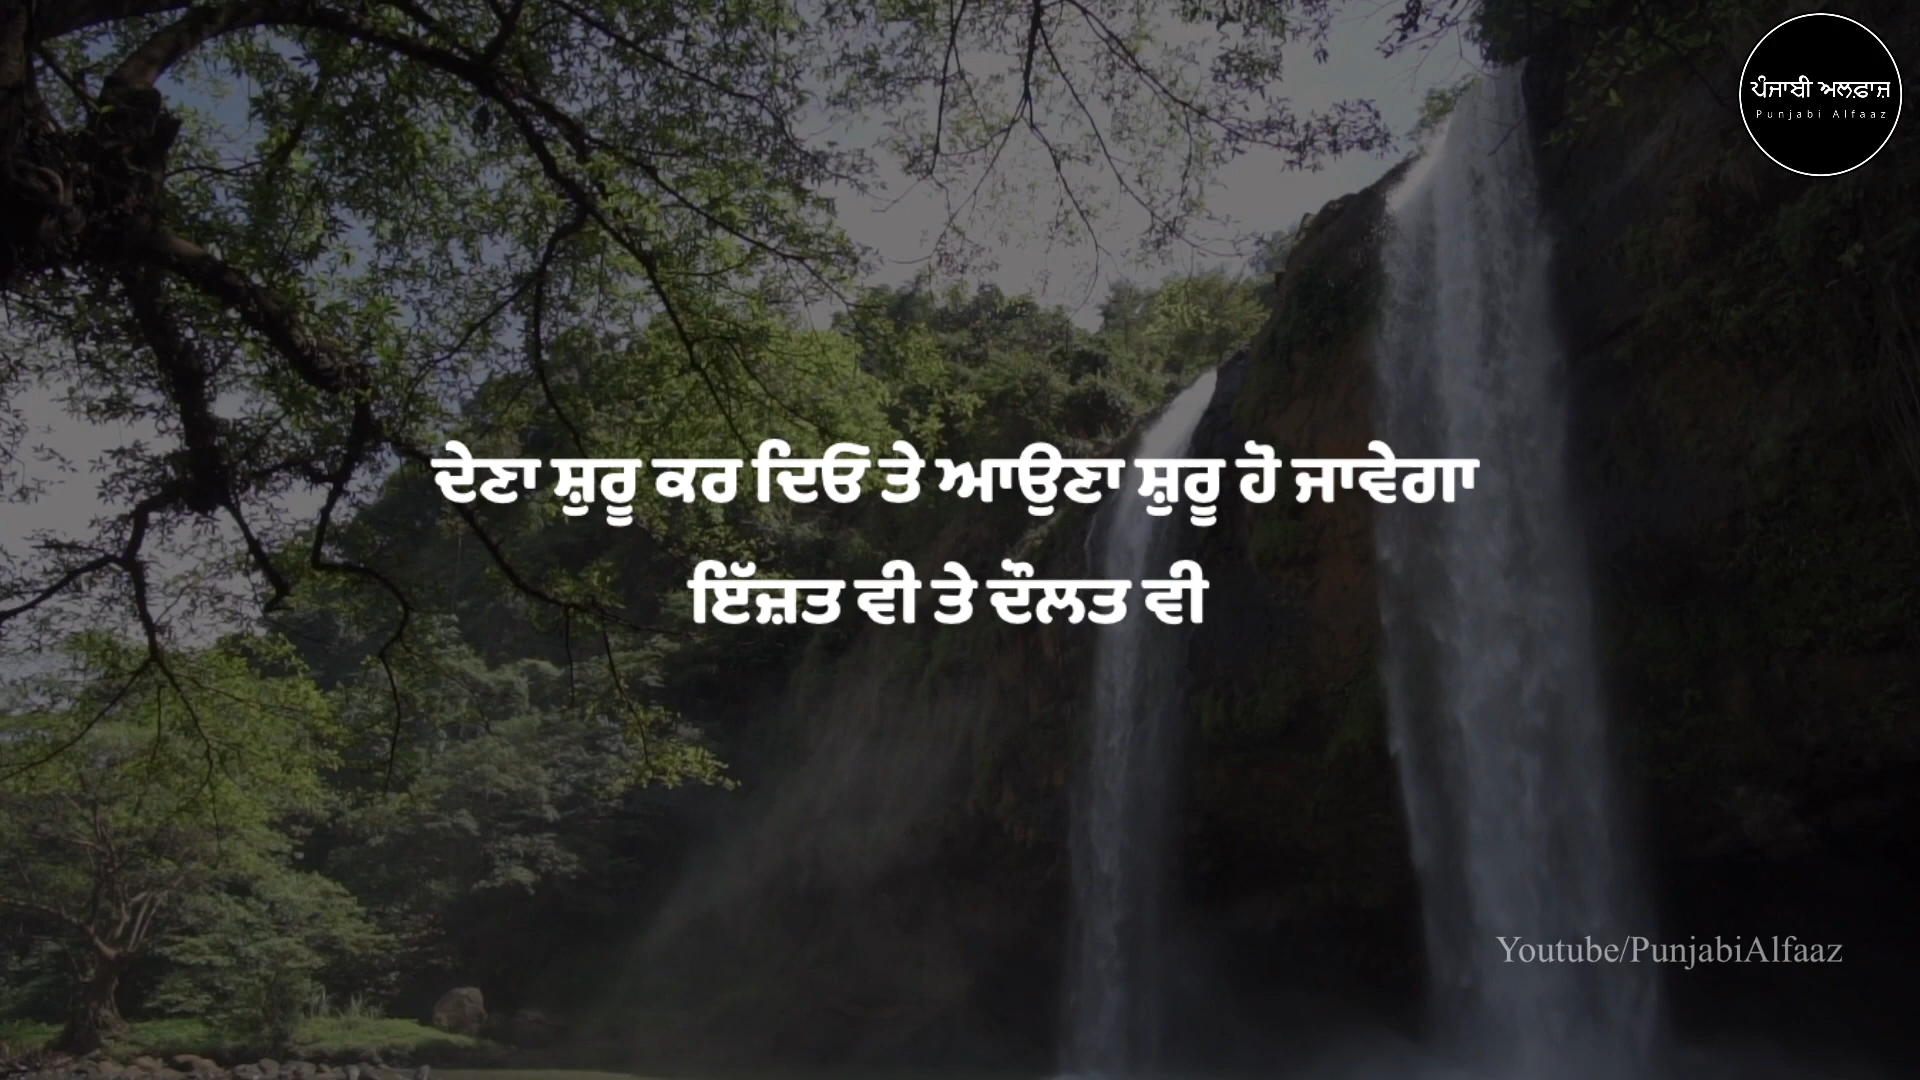 ਪੰਜਾਬੀ ਅਲਫ਼ਾਜ਼
Punjabi Alfaaz
ਦੇਣਾ ਸ਼ੁਰੂ ਕਰ ਦਿਓ ਤੇ ਆਉਣਾ ਸ਼ੁਰੂ ਹੋ ਜਾਵੇਗਾ
ਇੱਜ਼ਤ ਵੀ ਤੇ ਦੌਲਤ ਵੀ
Youtube/PunjabiAlfaaz